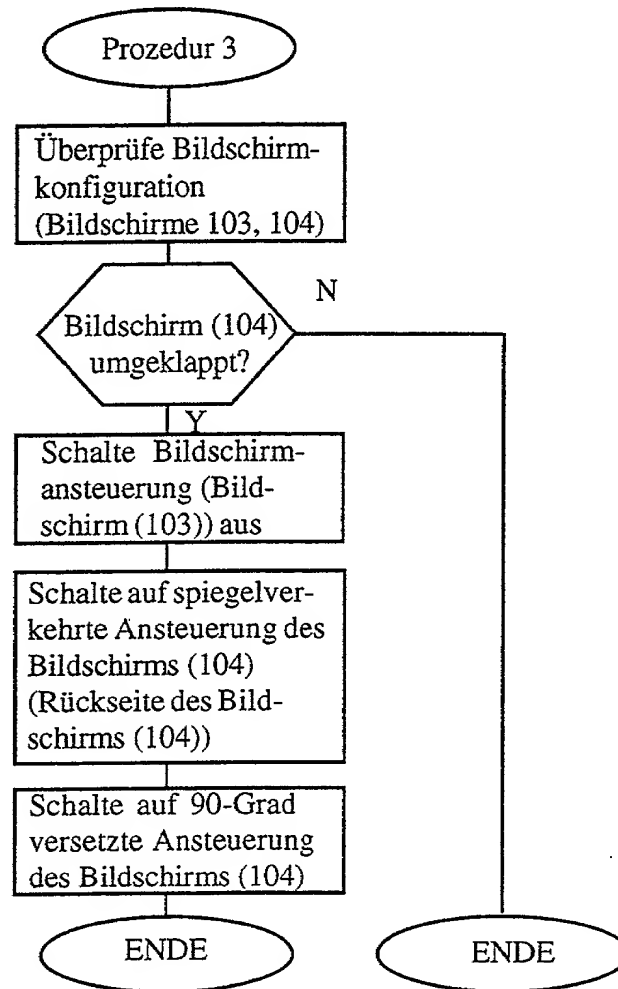 Prozedur 3
Überprüfe Bildschirm-
konfiguration
(Bildschirme 103, 104)
N
Bildschirm (104)
umgeklappt?
Y
Schalte Bildschirm-
ansteuerung (Bild-
schirm (103)) aus
Schalte auf spiegelver-
kehrte Ansteuerung des
Bildschirms (104)
(Rückseite des Bild-
schirms (104))
Schalte auf 90-Grad
versetzte Ansteuerung
des Bildschirms (104)
ENDE
ENDE